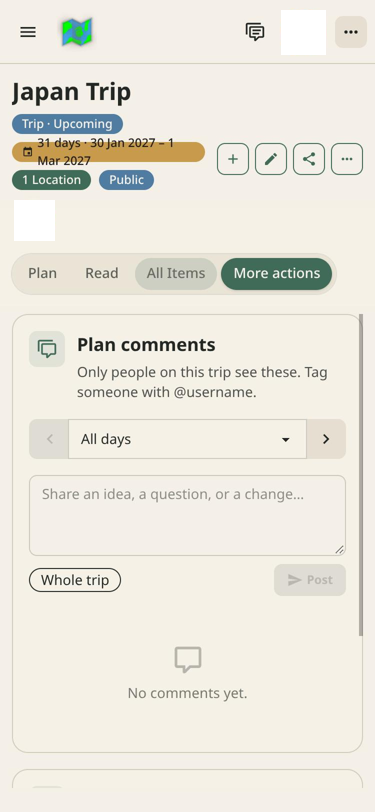 Japan Trip
Trip · Upcoming
31 days · 30 Jan 2027 – 1
Mar 2027
1 Location
Public
Plan
Read
All Items
More actions
Plan comments
Only people on this trip see these. Tag
someone with @username.
All days
Share an idea, a question, or a change...
Whole trip
Post
No comments yet.